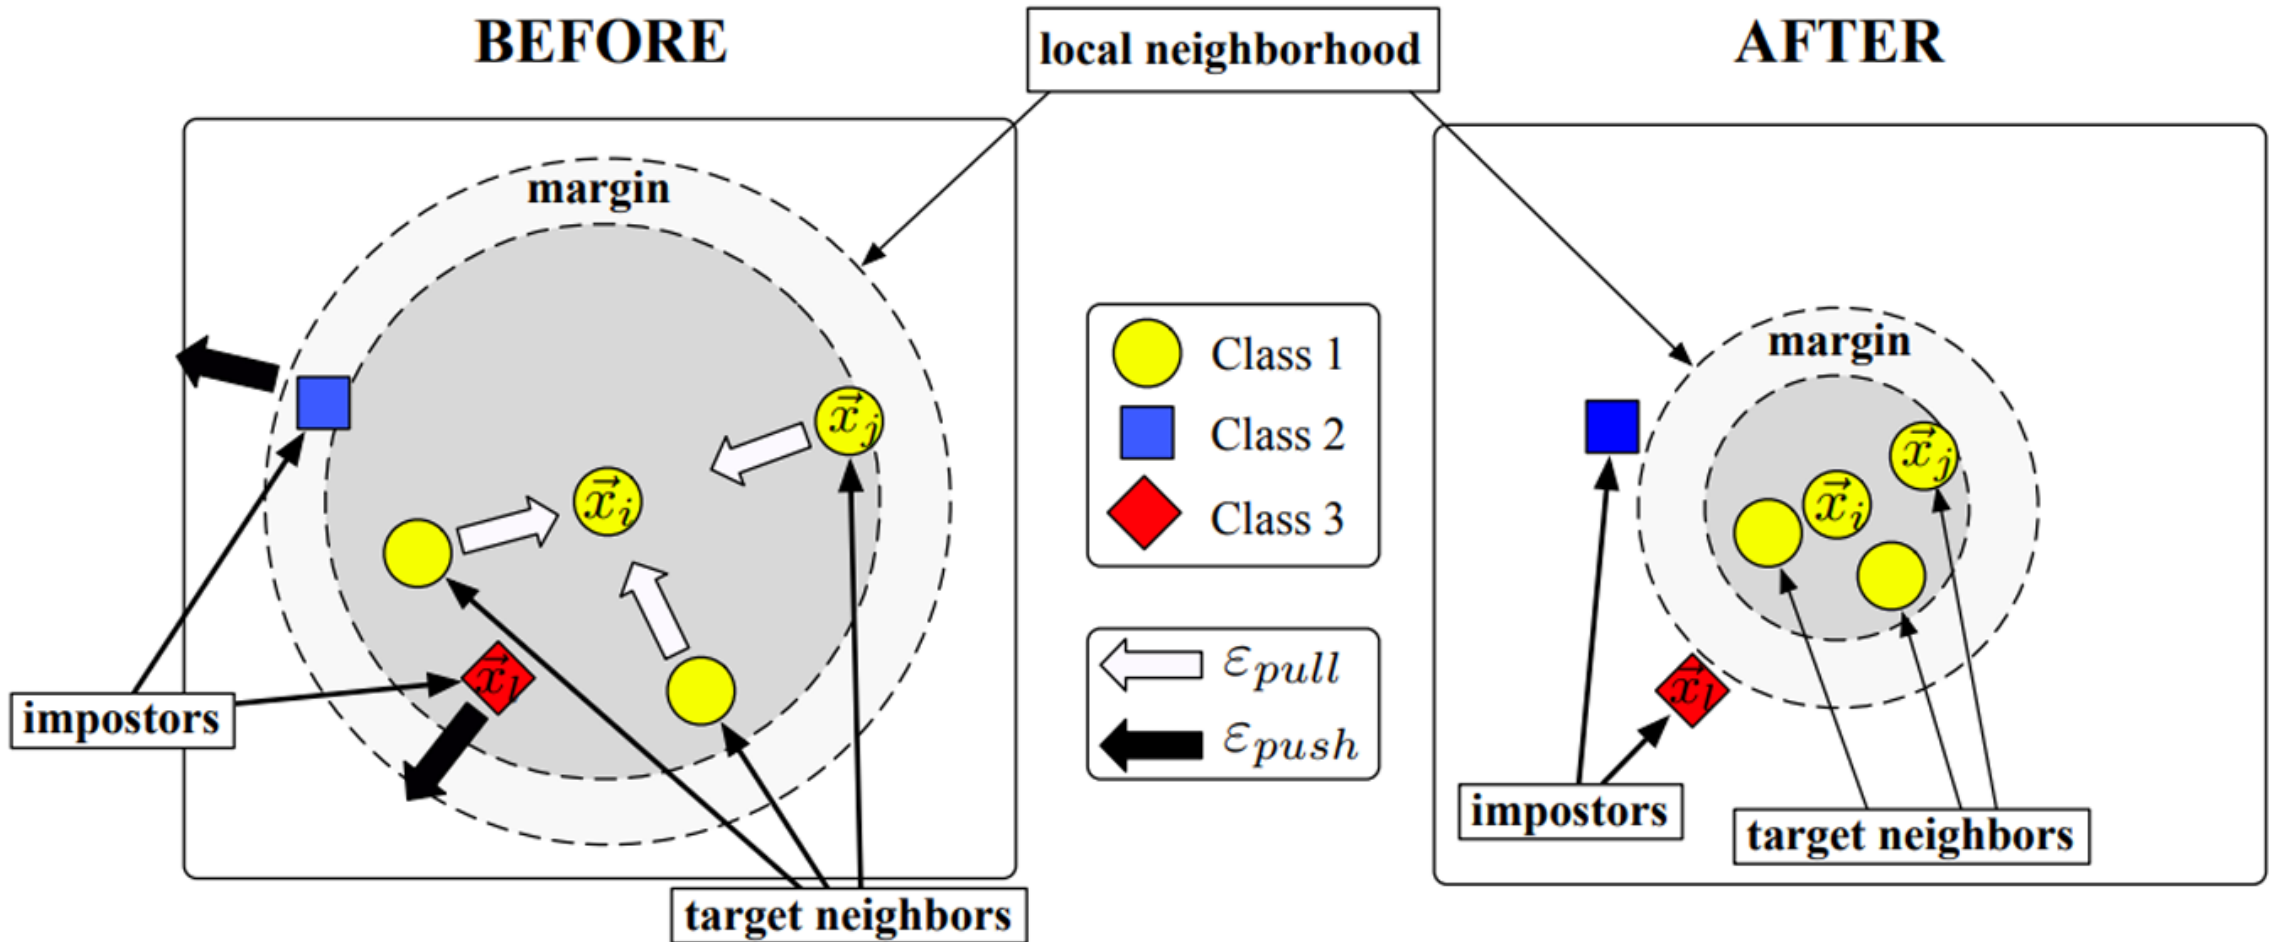 BEFORE
local neighborhood
AFTER
margin
margin
x⃗j
x⃗i
x⃗l
Class 1
Class 2
Class 3
εpull
εpush
impostors
target neighbors
x⃗j
x⃗i
x⃗l
impostors
target neighbors